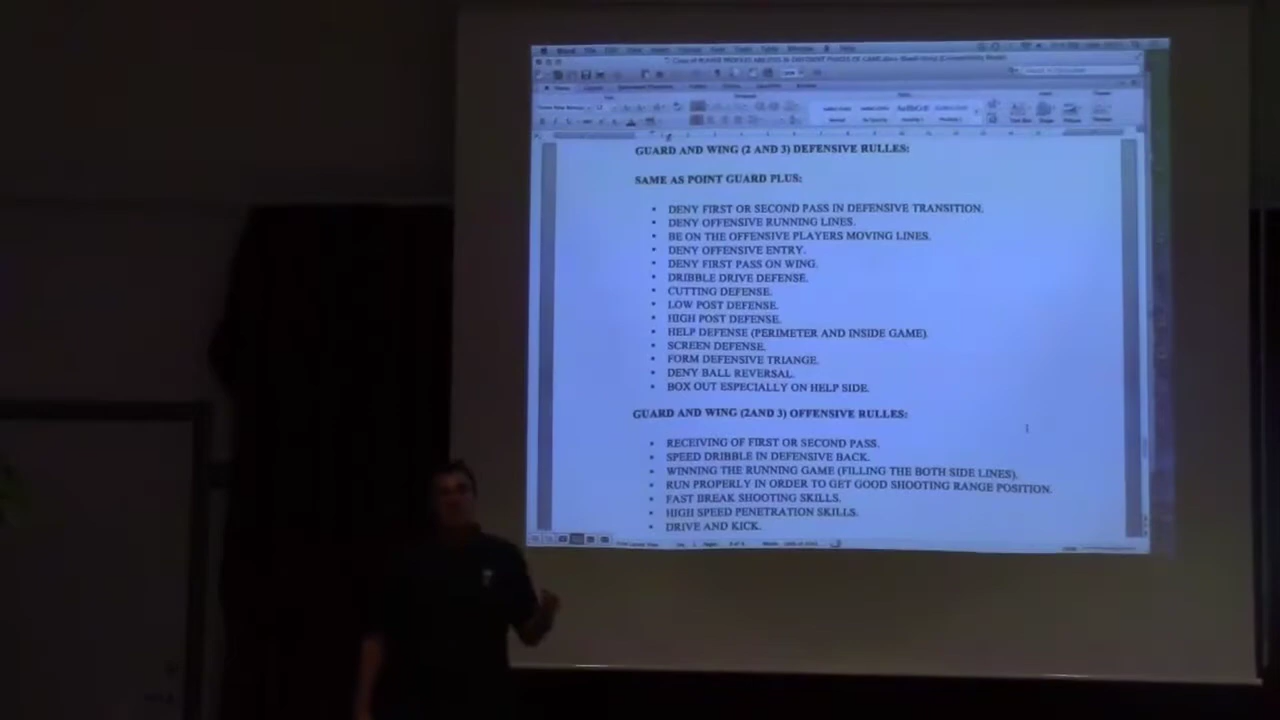 GUARD AND WING (2 AND 3) DEFENSIVE RULLES:
SAME AS POINT GUARD PLUS:
• DENY FIRST OR SECOND PASS IN DEFENSIVE TRANSITION.
• DENY OFFENSIVE RUNNING LINES.
• BE ON THE OFFENSIVE PLAYERS MOVING LINES.
• DENY OFFENSIVE ENTRY.
• DENY FIRST PASS ON WING.
• DRIBBLE DRIVE DEFENSE.
• CUTTING DEFENSE.
• LOW POST DEFENSE.
• HIGH POST DEFENSE.
• HELP DEFENSE (PERIMETER AND INSIDE GAME).
• SCREEN DEFENSE.
• FORM DEFENSIVE TRIANGE.
• DENY BALL REVERSAL.
• BOX OUT ESPECIALLY ON HELP SIDE.
GUARD AND WING (2AND 3) OFFENSIVE RULLES:
• RECEIVING OF FIRST OR SECOND PASS.
• SPEED DRIBBLE IN DEFENSIVE BACK.
• WINNING THE RUNNING GAME (FILLING THE BOTH SIDE LINES).
• RUN PROPERLY IN ORDER TO GET GOOD SHOOTING RANGE POSITION.
• FAST BREAK SHOOTING SKILLS.
• HIGH SPEED PENETRATION SKILLS.
• DRIVE AND KICK.